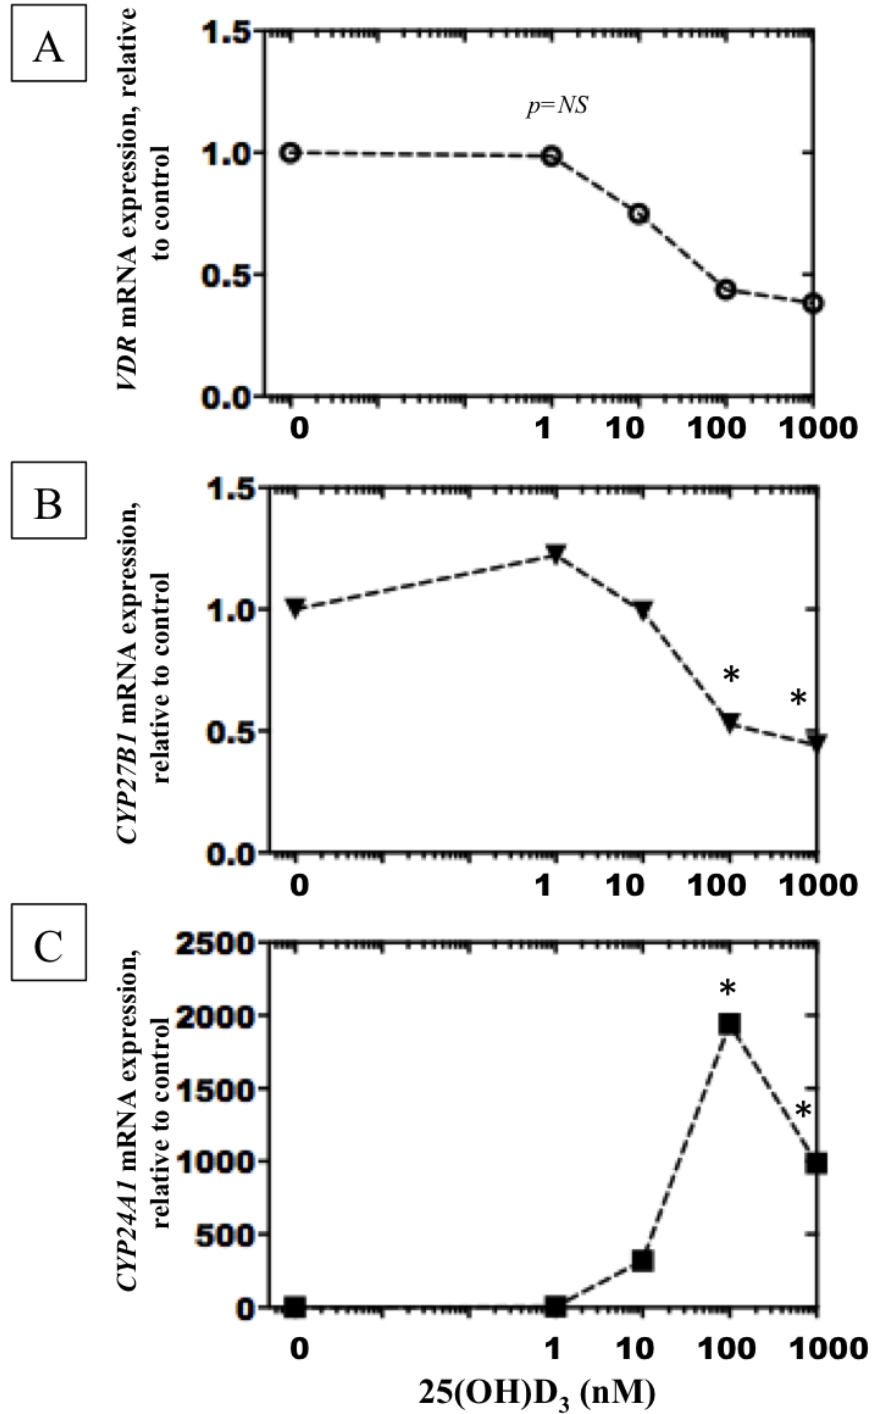 A
VDR mRNA expression, relative
to control
1.5
p=NS
1.0
0.5
0.0
0 1 10 100 1000
B
CYP27B1 mRNA expression,
relative to control
1.5
1.0
*
*
0.5
0.0
0 1 10 100 1000
C
CYP24A1 mRNA expression,
relative to control
2500
*
2000
1500
*
1000
500
0
0 1 10 100 1000
25(OH)D₃ (nM)